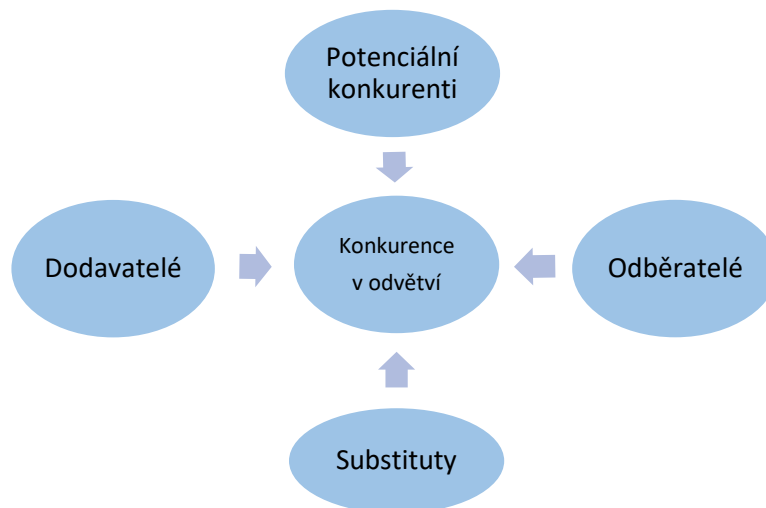 Potenciální
konkurenti
Dodavatelé
Konkurence
v odvětví
Odběratelé
Substituty